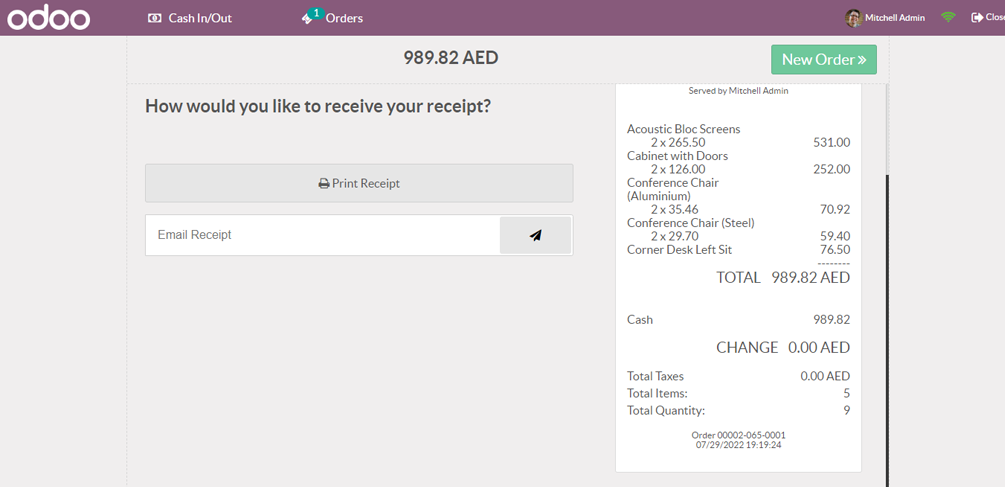 odoo Cash In/Out 1 Orders Mitchell Admin
989.82 AED New Order »
How would you like to receive your receipt?
Print Receipt
Email Receipt
Served by Mitchell Admin
Acoustic Bloc Screens
2 x 265.50 531.00
Cabinet with Doors
2 x 126.00 252.00
Conference Chair
(Aluminium)
2 x 35.46 70.92
Conference Chair (Steel)
2 x 29.70 59.40
Corner Desk Left Sit 76.50
--------
TOTAL 989.82 AED
Cash 989.82
CHANGE 0.00 AED
Total Taxes 0.00 AED
Total Items: 5
Total Quantity: 9
Order 00002-065-0001
07/29/2022 19:19:24